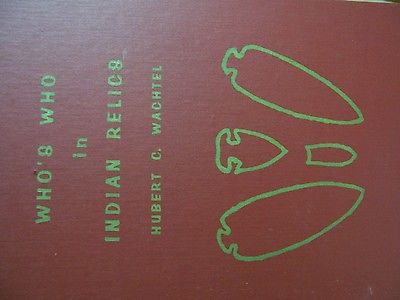 WHO'S WHO
in
INDIAN RELICS
HUBERT C. WACHTEL